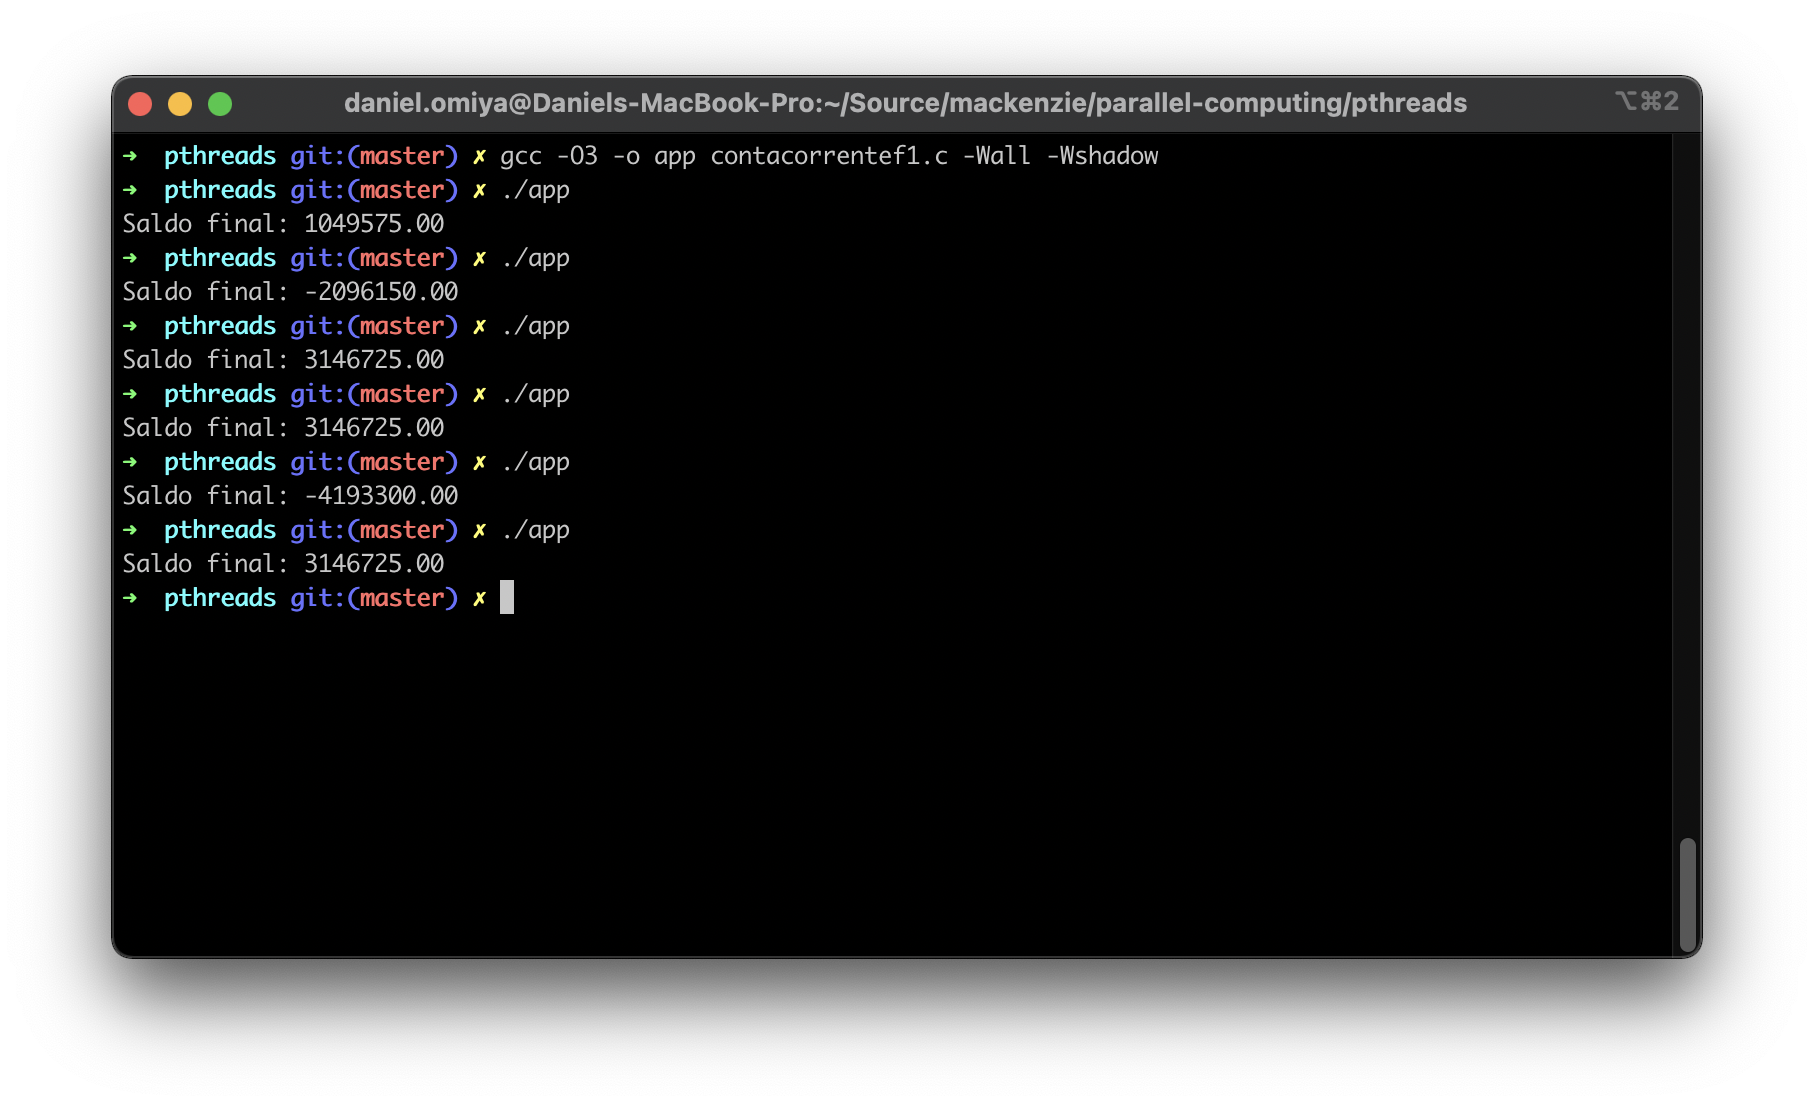 daniel.omiya@Daniels-MacBook-Pro:~/Source/mackenzie/parallel-computing/pthreads ⌥⌘2
➜ pthreads git:(master) ✗ gcc -O3 -o app contacorrentef1.c -Wall -Wshadow
➜ pthreads git:(master) ✗ ./app
Saldo final: 1049575.00
➜ pthreads git:(master) ✗ ./app
Saldo final: -2096150.00
➜ pthreads git:(master) ✗ ./app
Saldo final: 3146725.00
➜ pthreads git:(master) ✗ ./app
Saldo final: 3146725.00
➜ pthreads git:(master) ✗ ./app
Saldo final: -4193300.00
➜ pthreads git:(master) ✗ ./app
Saldo final: 3146725.00
➜ pthreads git:(master) ✗